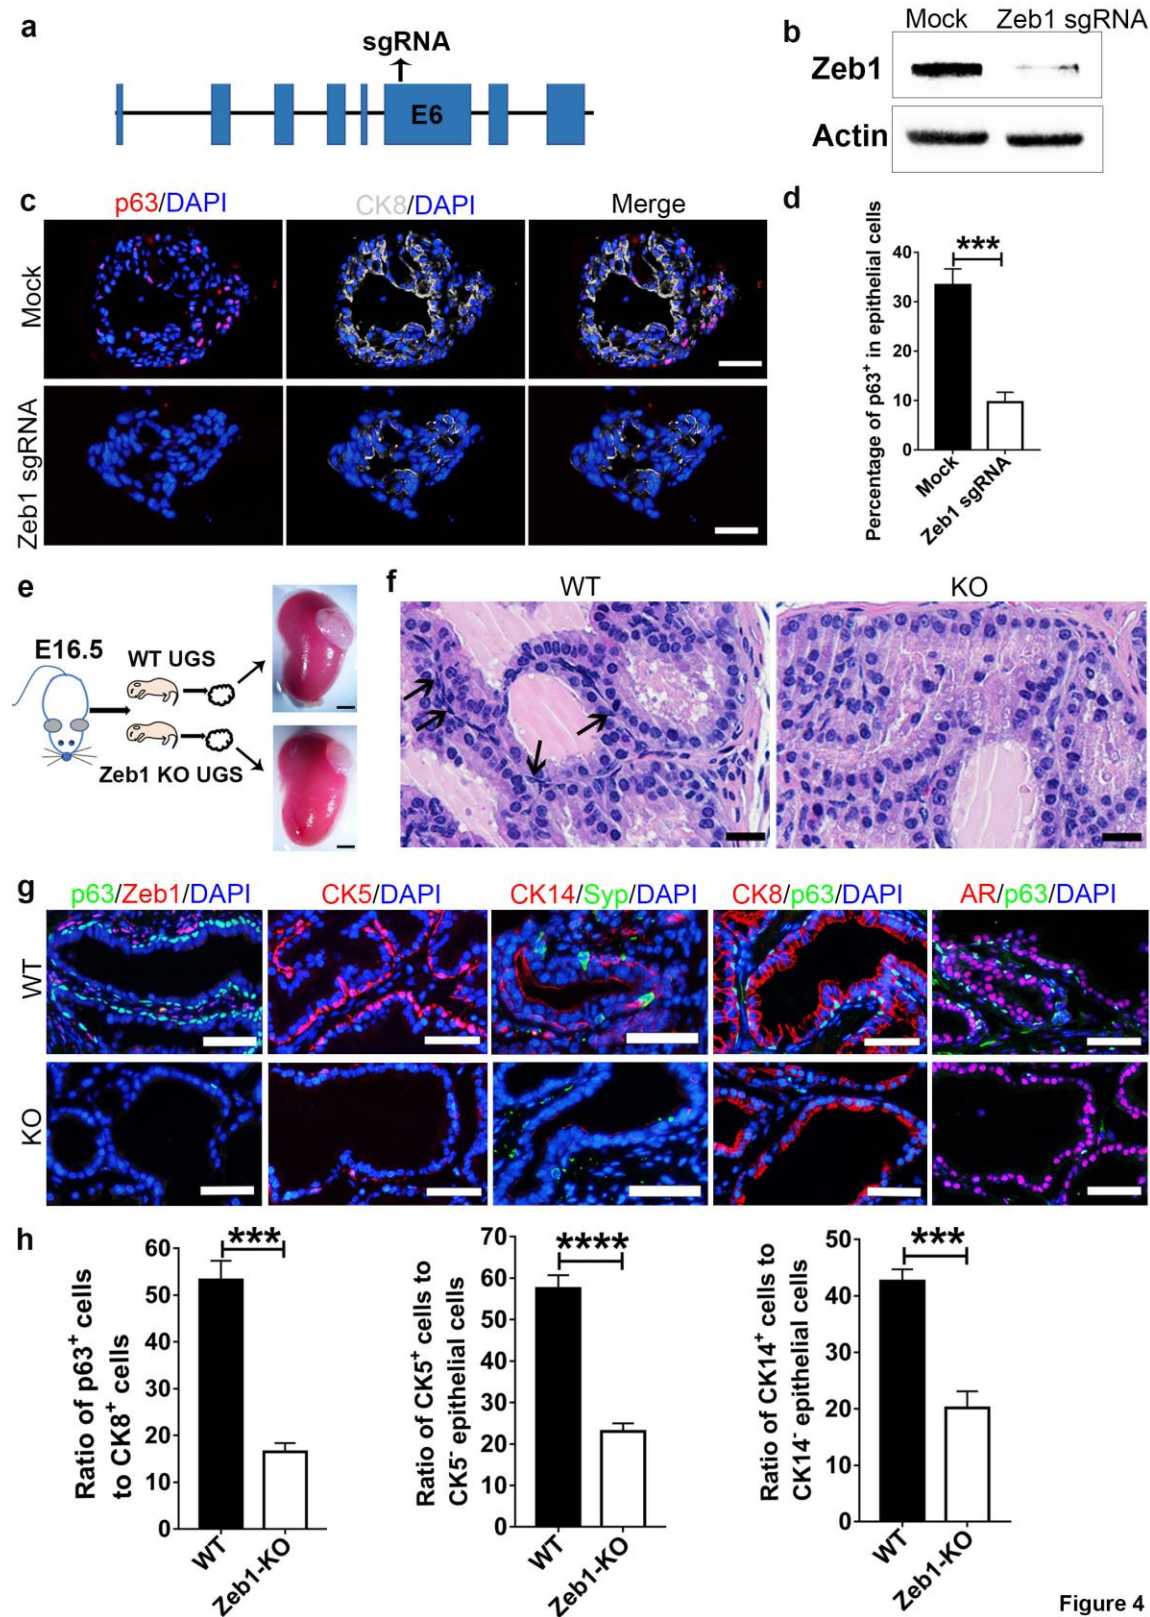 a
sgRNA
E6
b
Mock Zeb1 sgRNA
Zeb1
Actin
c
p63/DAPI CK8/DAPI Merge
Mock
Zeb1 sgRNA
d
***
Percentage of p63⁺ in epithelial cells
40
30
20
10
0
Mock
Zeb1 sgRNA
e
E16.5
WT UGS
Zeb1 KO UGS
f
WT KO
g
p63/Zeb1/DAPI CK5/DAPI CK14/Syp/DAPI CK8/p63/DAPI AR/p63/DAPI
WT
KO
h
***
Ratio of p63⁺ cells
to CK8⁺ cells
60
50
40
30
20
10
0
WT
Zeb1-KO
****
Ratio of CK5⁺ cells to
CK5⁻ epithelial cells
70
60
50
40
30
20
10
0
WT
Zeb1-KO
***
Ratio of CK14⁺ cells to
CK14⁻ epithelial cells
50
40
30
20
10
0
WT
Zeb1-KO
Figure 4